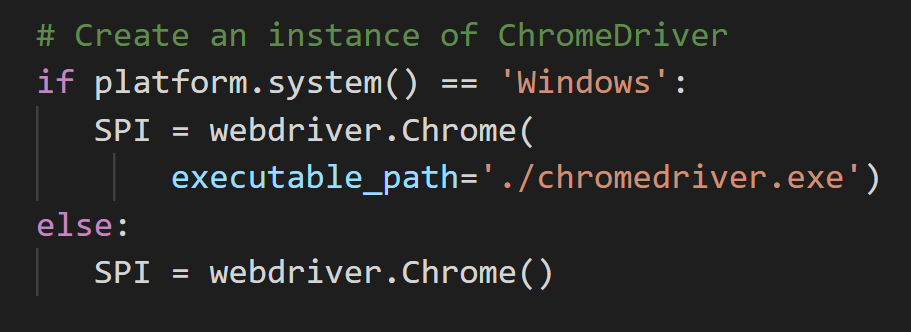 # Create an instance of ChromeDriver
if platform.system() == 'Windows':
SPI = webdriver.Chrome(
executable_path='./chromedriver.exe')
else:
SPI = webdriver.Chrome()